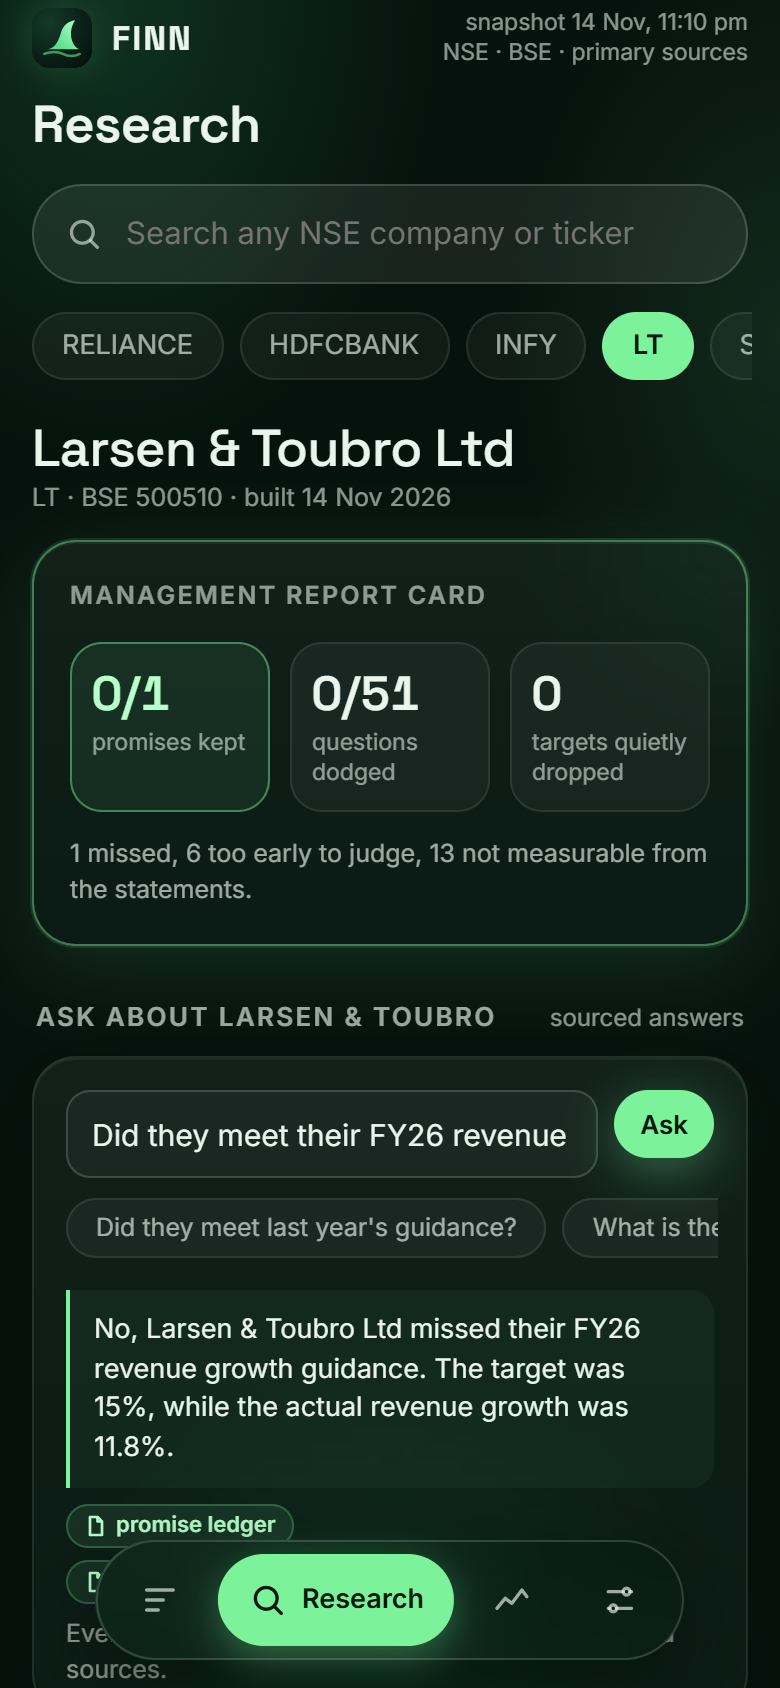 FINN
snapshot 14 Nov, 11:10 pm
NSE · BSE · primary sources
Research
Search any NSE company or ticker
RELIANCE
HDFCBANK
INFY
LT
S
Larsen & Toubro Ltd
LT · BSE 500510 · built 14 Nov 2026
MANAGEMENT REPORT CARD
0/1
promises kept
0/51
questions
dodged
0
targets quietly
dropped
1 missed, 6 too early to judge, 13 not measurable from
the statements.
ASK ABOUT LARSEN & TOUBRO
sourced answers
Did they meet their FY26 revenue
Ask
Did they meet last year's guidance?
What is the
No, Larsen & Toubro Ltd missed their FY26
revenue growth guidance. The target was
15%, while the actual revenue growth was
11.8%.
promise ledger
Research
sources.